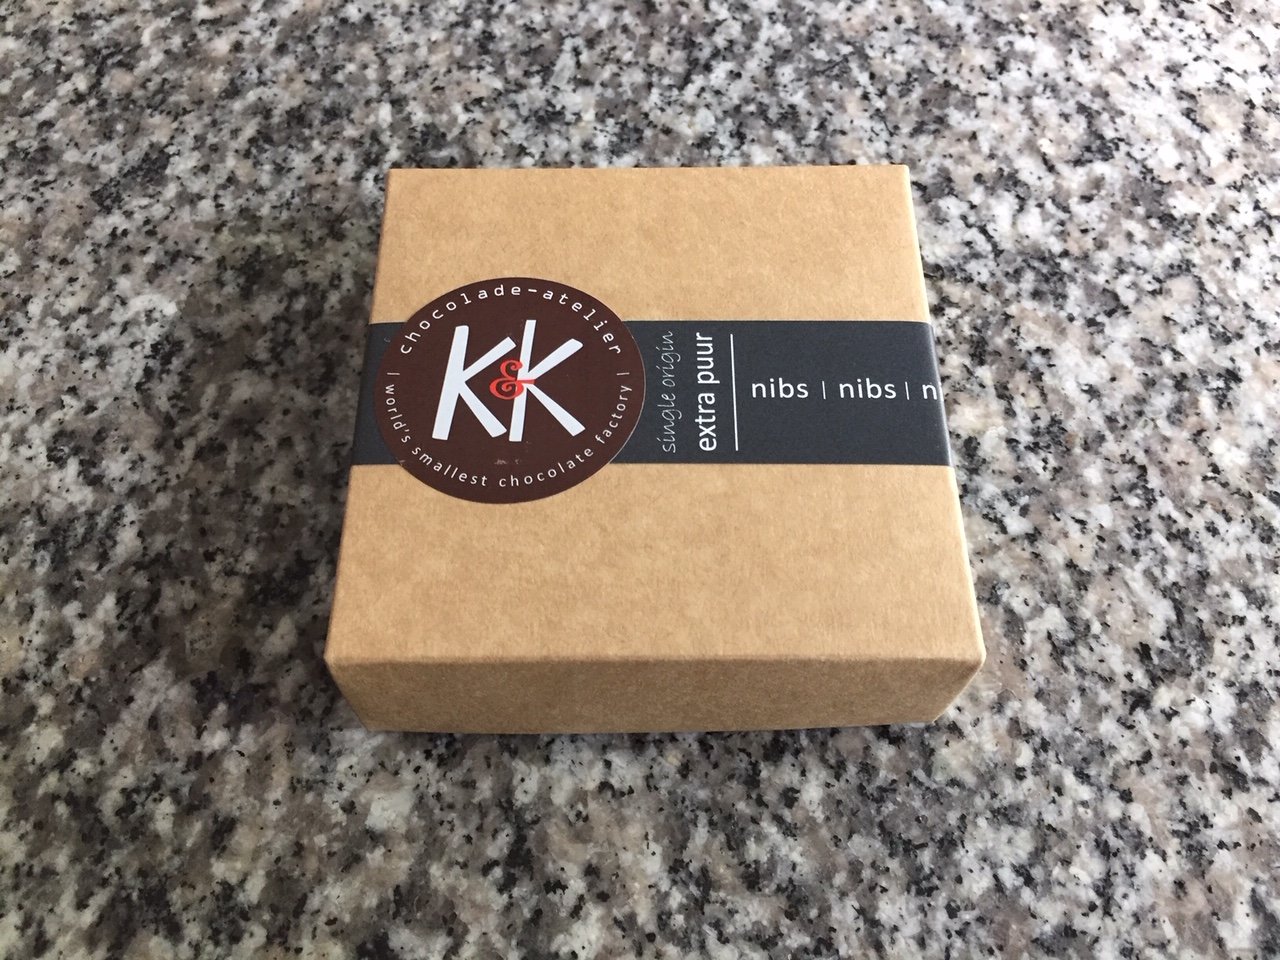 chocolade-atelier
K&K
| world's smallest chocolate factory |
single origin
extra puur
nibs | nibs | n